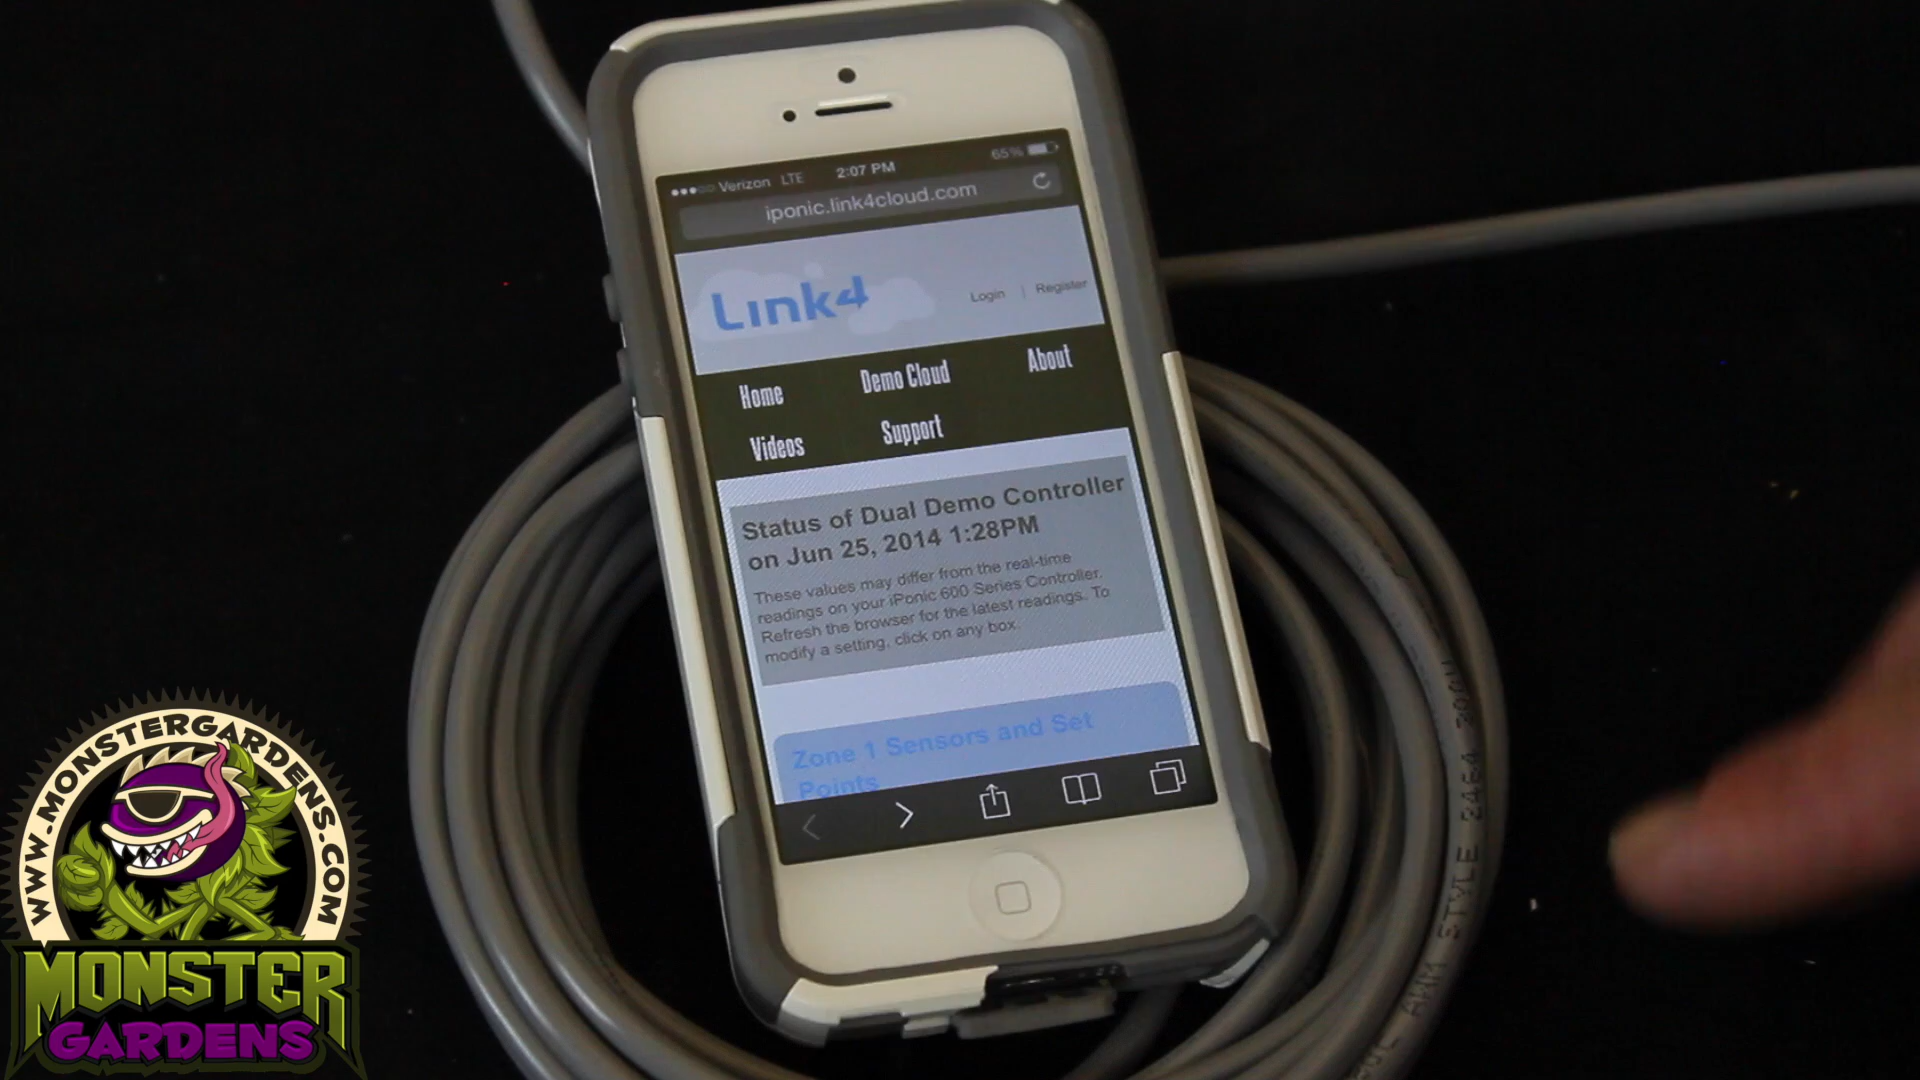 Verizon LTE 2:07 PM 65%
iponic.link4cloud.com
Link4
Login | Register
Home Demo Cloud About
Videos Support
Status of Dual Demo Controller
on Jun 25, 2014 1:28PM
These values may differ from the real-time
readings on your iPonic 600 Series Controller.
Refresh the browser for the latest readings. To
modify a setting, click on any box.
Zone 1 Sensors and Set
Points
AWM STYLE 2464
WWW.MONSTERGARDENS.COM
MONSTER
GARDENS